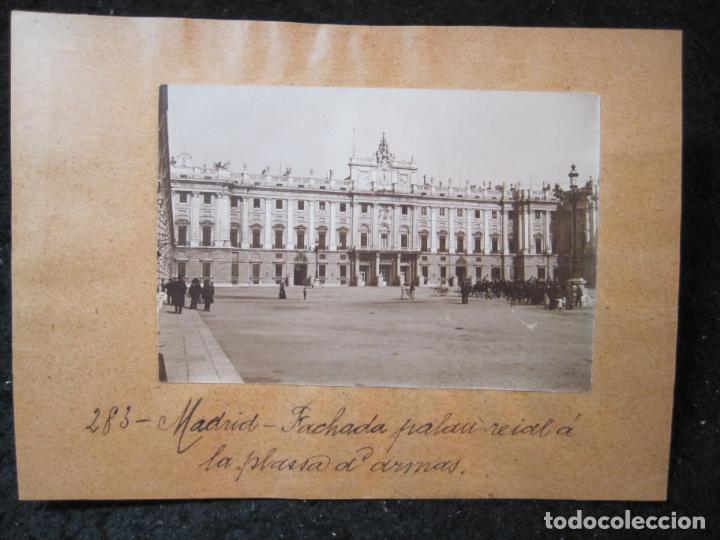 283 - Madrid - Fachada palau reial á
la plassa d' armas.
todocoleccion